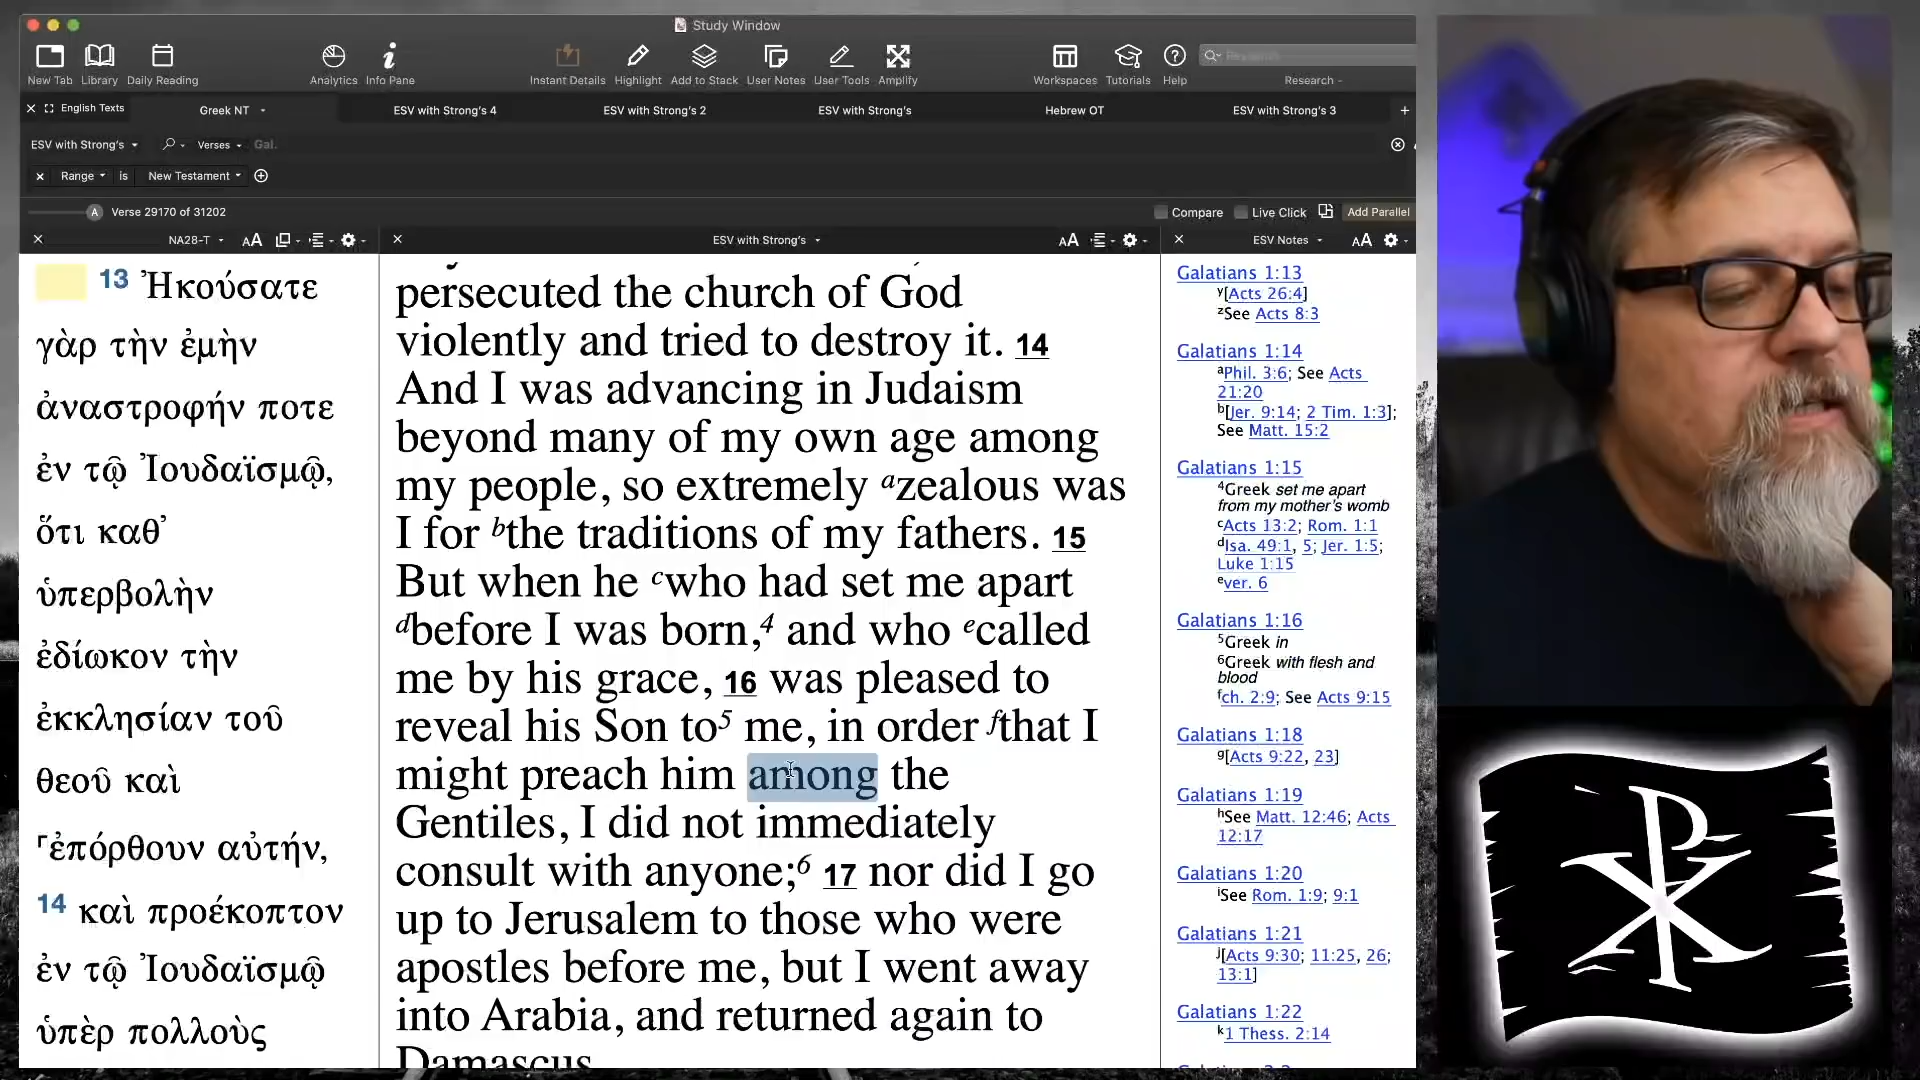 Study Window
New Tab Library Daily Reading Analytics Info Pane Instant Details Highlight Add to Stack User Notes User Tools Amplify Workspaces Tutorials Help Research
English Texts Greek NT ESV with Strong's 4 ESV with Strong's 2 ESV with Strong's Hebrew OT ESV with Strong's 3
ESV with Strong's Verses Gal.
Range is New Testament
A Verse 29170 of 31202 Compare Live Click Add Parallel
NA28-T ESV with Strong's ESV Notes
13 Ἠκούσατε
γὰρ τὴν ἐμὴν
ἀναστροφήν ποτε
ἐν τῷ Ἰουδαϊσμῷ,
ὅτι καθ’
ὑπερβολὴν
ἐδίωκον τὴν
ἐκκλησίαν τοῦ
θεοῦ καὶ
⸀ἐπόρθουν αὐτήν,
14 καὶ προέκοπτον
ἐν τῷ Ἰουδαϊσμῷ
ὑπὲρ πολλοὺς
persecuted the church of God
violently and tried to destroy it. 14
And I was advancing in Judaism
beyond many of my own age among
my people, so extremely azealous was
I for bthe traditions of my fathers. 15
But when he cwho had set me apart
dbefore I was born,4 and who ecalled
me by his grace, 16 was pleased to
reveal his Son to5 me, in order fthat I
might preach him among the
Gentiles, I did not immediately
consult with anyone;6 17 nor did I go
up to Jerusalem to those who were
apostles before me, but I went away
into Arabia, and returned again to
Damascus.
Galatians 1:13
y[Acts 26:4]
zSee Acts 8:3
Galatians 1:14
aPhil. 3:6; See Acts
21:20
b[Jer. 9:14; 2 Tim. 1:3];
See Matt. 15:2
Galatians 1:15
4Greek set me apart
from my mother's womb
cActs 13:2; Rom. 1:1
dIsa. 49:1, 5; Jer. 1:5;
Luke 1:15
ever. 6
Galatians 1:16
5Greek in
6Greek with flesh and
blood
fch. 2:9; See Acts 9:15
Galatians 1:18
g[Acts 9:22, 23]
Galatians 1:19
hSee Matt. 12:46; Acts
12:17
Galatians 1:20
iSee Rom. 1:9; 9:1
Galatians 1:21
j[Acts 9:30; 11:25, 26;
13:1]
Galatians 1:22
k1 Thess. 2:14